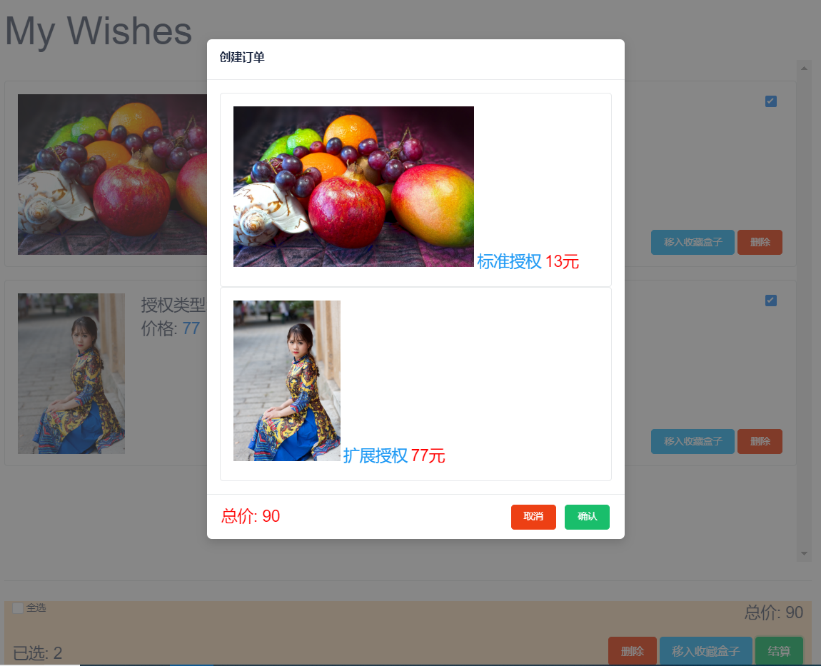 My Wishes
创建订单
标准授权 13元
移入收藏盒子 删除
授权类型
价格: 77
扩展授权 77元
移入收藏盒子 删除
总价: 90
取消 确认
全选
总价: 90
已选: 2
删除 移入收藏盒子 结算